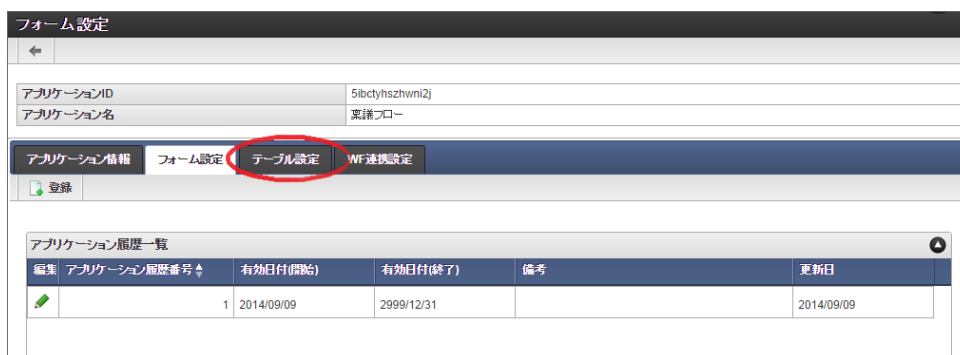 フォーム設定
アプリケーションID 5ibctyhszhwni2j
アプリケーション名 稟議フロー
アプリケーション情報 フォーム設定 テーブル設定 WF連携設定
登録
アプリケーション履歴一覧
編集 アプリケーション履歴番号 有効日付(開始) 有効日付(終了) 備考 更新日
1 2014/09/09 2999/12/31 2014/09/09